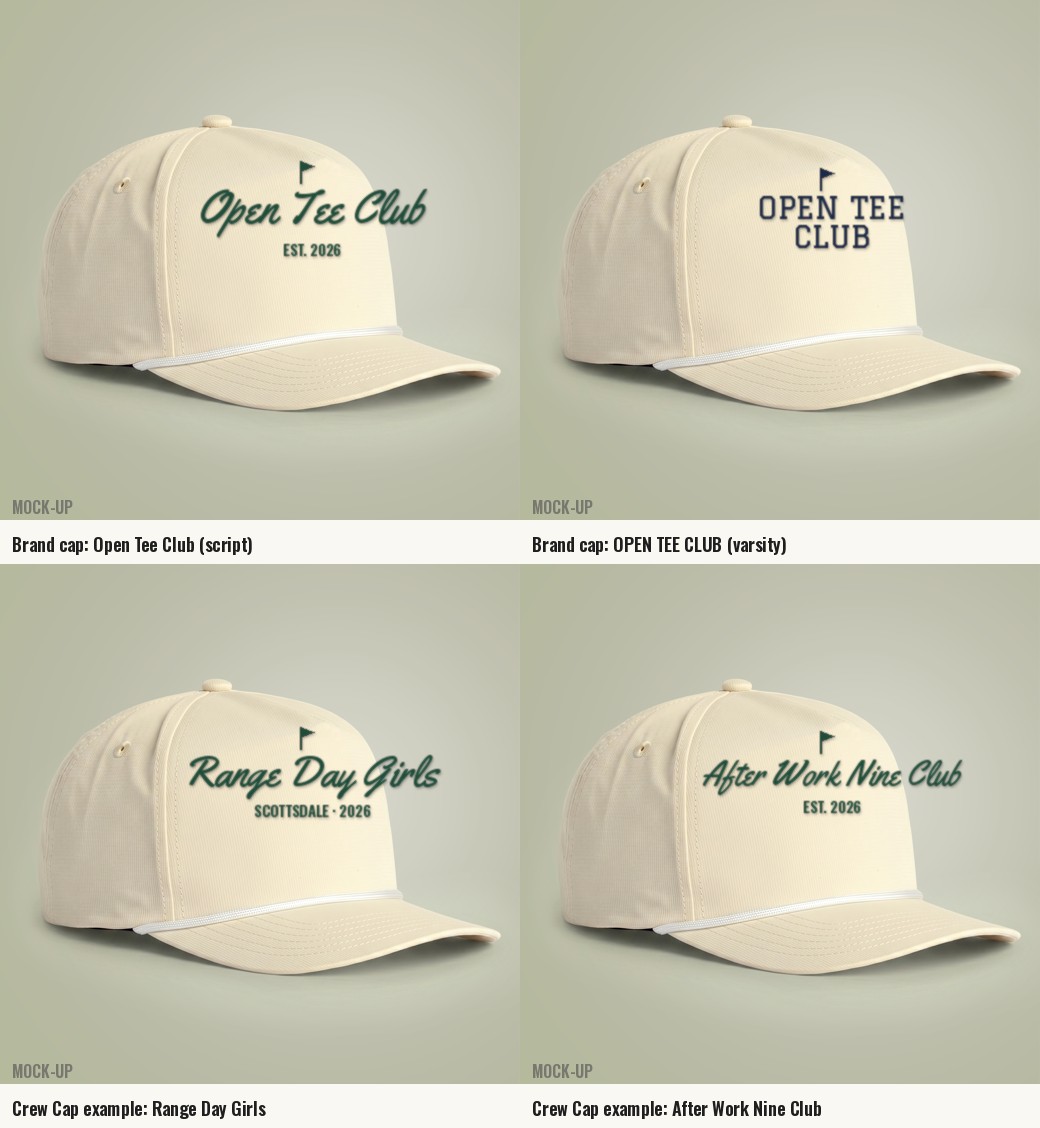 Open Tee Club
EST. 2026
MOCK-UP
Brand cap: Open Tee Club (script)
OPEN TEE
CLUB
MOCK-UP
Brand cap: OPEN TEE CLUB (varsity)
Range Day Girls
SCOTTSDALE · 2026
MOCK-UP
Crew Cap example: Range Day Girls
After Work Nine Club
EST. 2026
MOCK-UP
Crew Cap example: After Work Nine Club